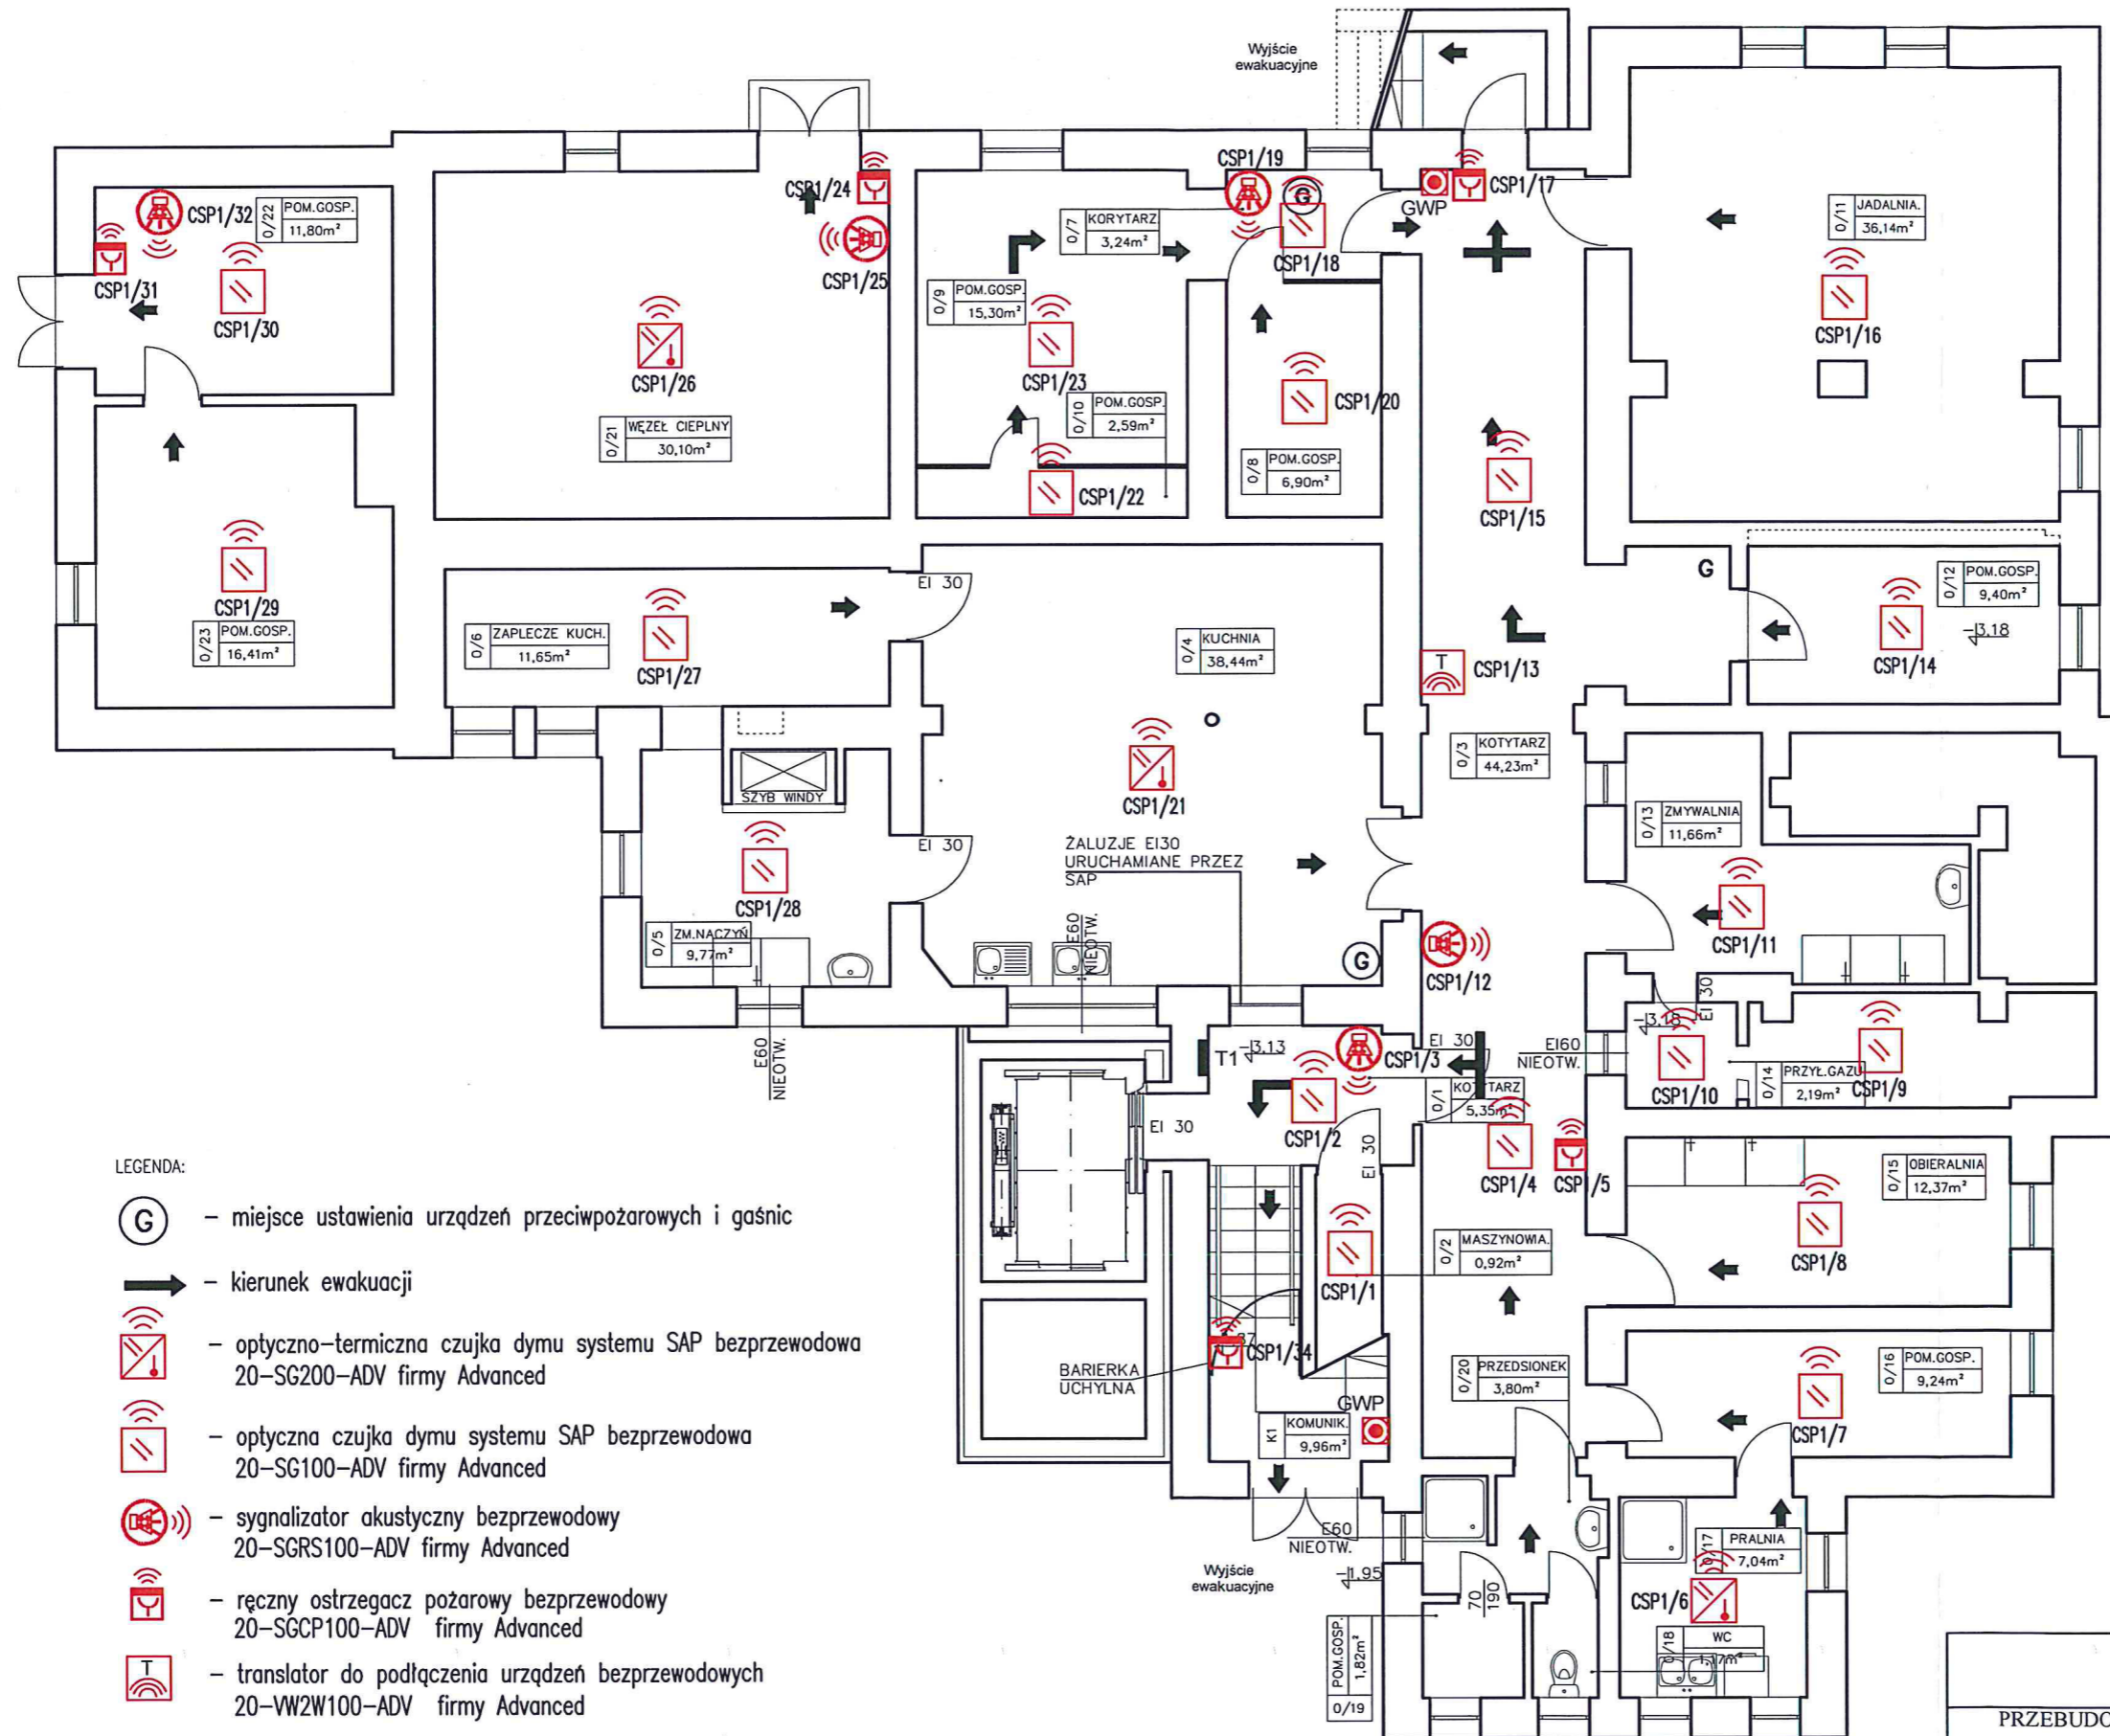 Wyjście
ewakuacyjne
CSP1/32
0/22
POM.GOSP.
11,80m²
CSP1/31
CSP1/30
CSP1/24
CSP1/25
CSP1/26
0/21
WĘZEŁ CIEPLNY
30,10m²
CSP1/19
G
CSP1/18
0/7
KORYTARZ
3,24m²
0/9
POM.GOSP.
15,30m²
CSP1/23
0/10
POM.GOSP.
2,59m²
CSP1/22
CSP1/20
0/8
POM.GOSP.
6,90m²
GWP
CSP1/17
0/11
JADALNIA.
36,14m²
CSP1/16
CSP1/15
CSP1/29
0/23
POM.GOSP.
16,41m²
0/6
ZAPLECZE KUCH.
11,65m²
CSP1/27
EI 30
0/4
KUCHNIA
38,44m²
G
0/12
POM.GOSP.
9,40m²
-3,18
CSP1/14
T
CSP1/13
0/3
KOTYTARZ
44,23m²
CSP1/21
SZYB WINDY
CSP1/28
EI 30
0/5
ZM.NACZYŃ
9,77m²
E60
NIEOTW.
ŻALUZJE EI30
URUCHAMIANE PRZEZ
SAP
E60
NIEOTW.
G
CSP1/12
0/13
ZMYWALNIA
11,66m²
CSP1/11
EI 30
-3,18
EI60
NIEOTW.
CSP1/10
0/14
PRZYŁ.GAZU
2,19m²
CSP1/9
T1
-3,13
CSP1/3
EI 30
0/1
KOTYTARZ
5,35m²
CSP1/2
EI 30
EI 30
CSP1/4
CSP1/5
0/15
OBIERALNIA
12,37m²
CSP1/8
0/2
MASZYNOWIA.
0,92m²
CSP1/1
CSP1/34
BARIERKA
UCHYLNA
GWP
K1
KOMUNIK.
9,96m²
0/20
PRZEDSIONEK
3,80m²
0/16
POM.GOSP.
9,24m²
CSP1/7
E60
NIEOTW.
Wyjście
ewakuacyjne
-1,95
70
190
POM.GOSP.
1,82m²
0/19
0/17
PRALNIA
7,04m²
CSP1/6
0/18
WC
LEGENDA:
G – miejsce ustawienia urządzeń przeciwpożarowych i gaśnic
– kierunek ewakuacji
– optyczno-termiczna czujka dymu systemu SAP bezprzewodowa
20-SG200-ADV firmy Advanced
– optyczna czujka dymu systemu SAP bezprzewodowa
20-SG100-ADV firmy Advanced
– sygnalizator akustyczny bezprzewodowy
20-SGRS100-ADV firmy Advanced
– ręczny ostrzegacz pożarowy bezprzewodowy
20-SGCP100-ADV firmy Advanced
T – translator do podłączenia urządzeń bezprzewodowych
20-VW2W100-ADV firmy Advanced
PRZEBUDO